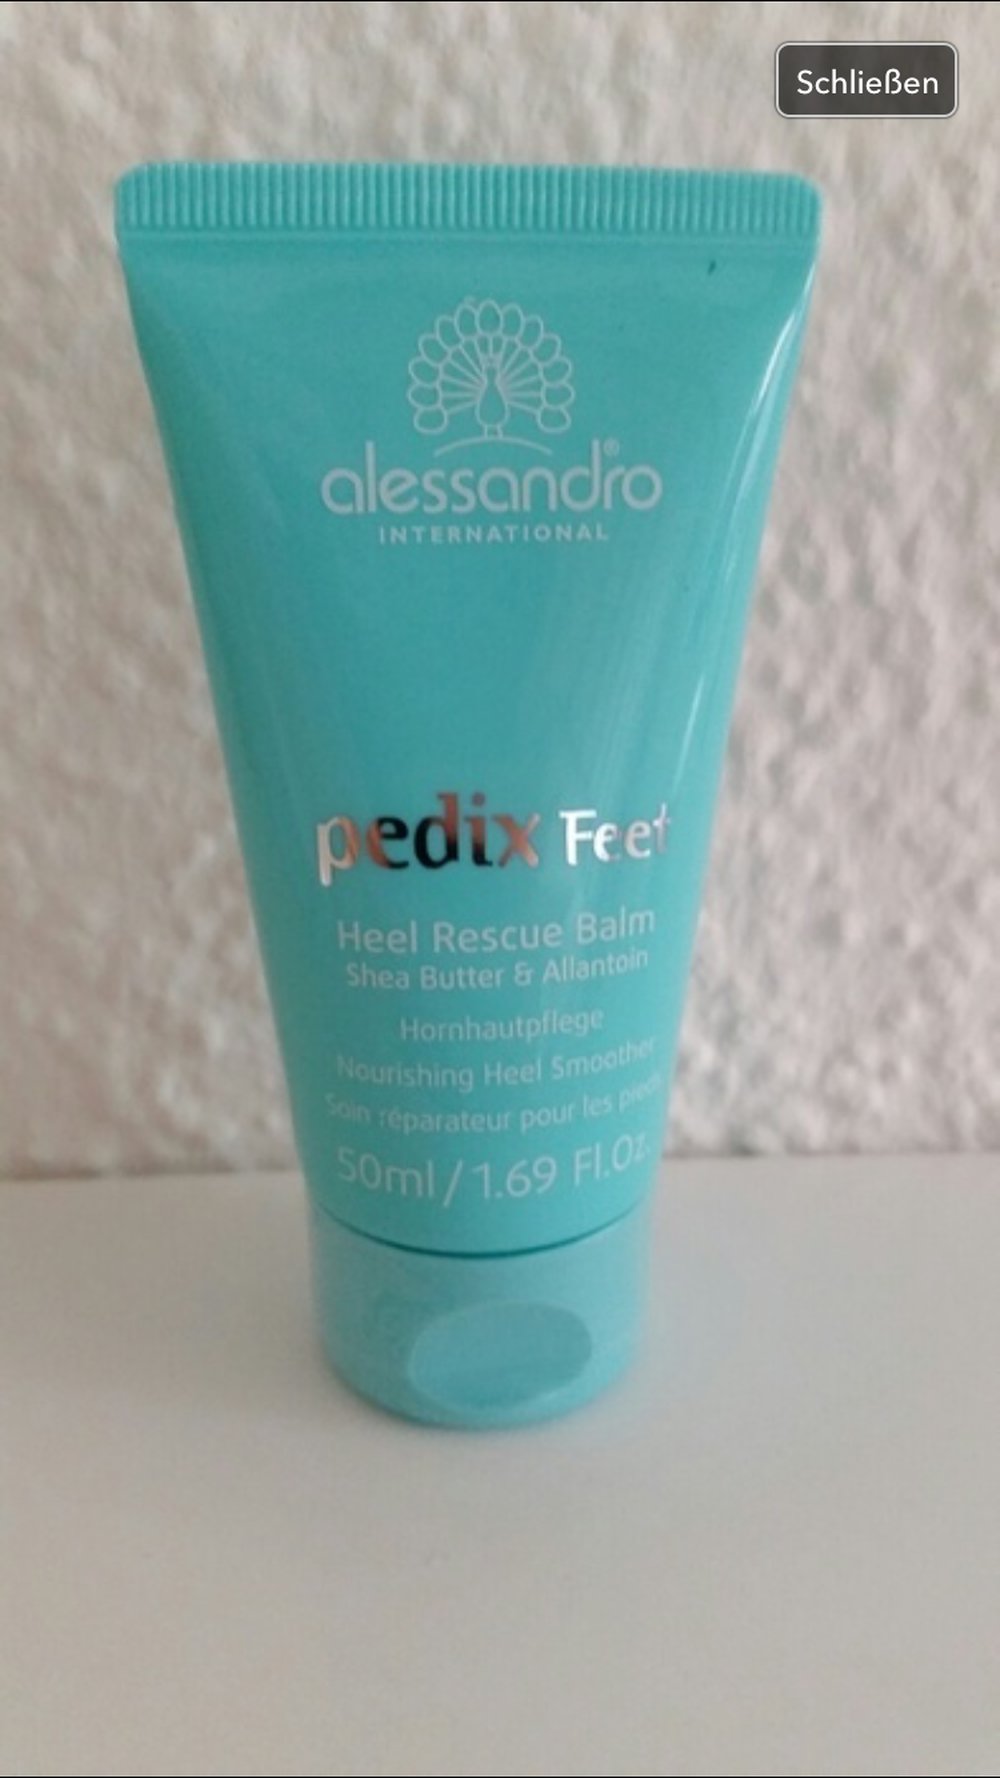 Schließen
alessandro®
INTERNATIONAL
pedix Feet
Heel Rescue Balm
Shea Butter & Allantoin
Hornhautpflege
Nourishing Heel Smoother
Soin réparateur pour les pieds
50ml/1.69 Fl.Oz.